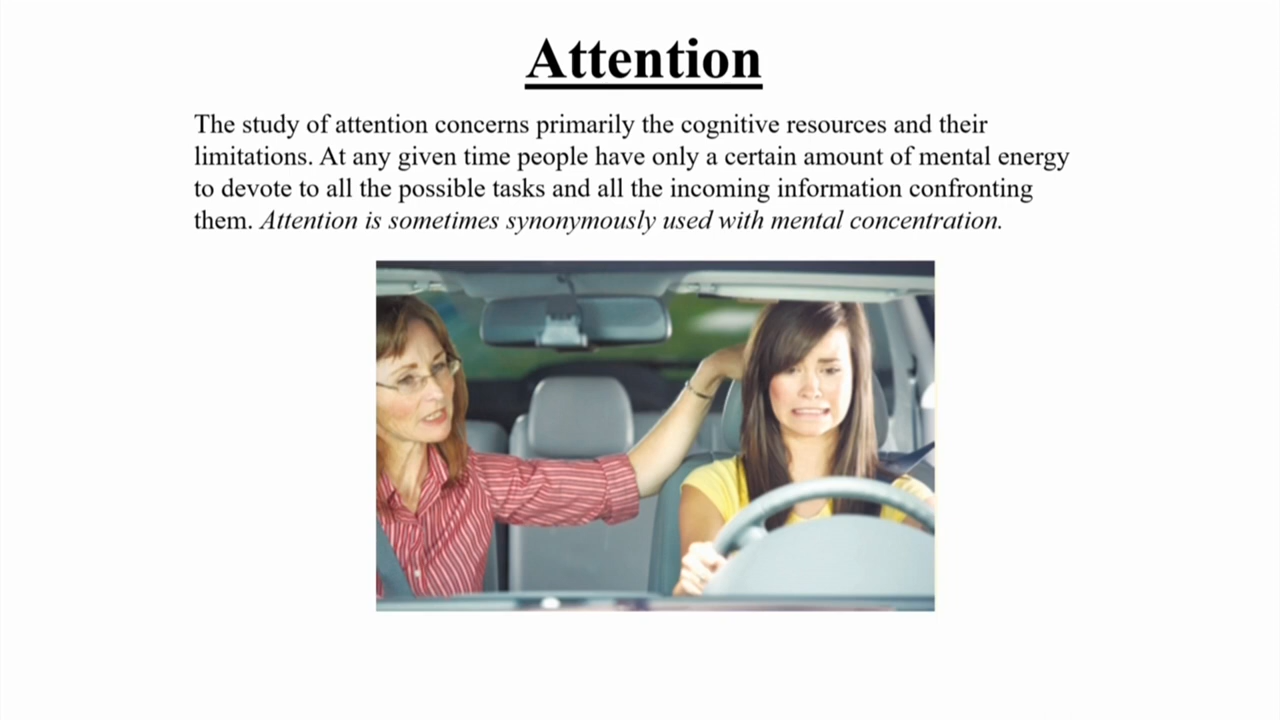 Attention
The study of attention concerns primarily the cognitive resources and their
limitations. At any given time people have only a certain amount of mental energy
to devote to all the possible tasks and all the incoming information confronting
them. Attention is sometimes synonymously used with mental concentration.